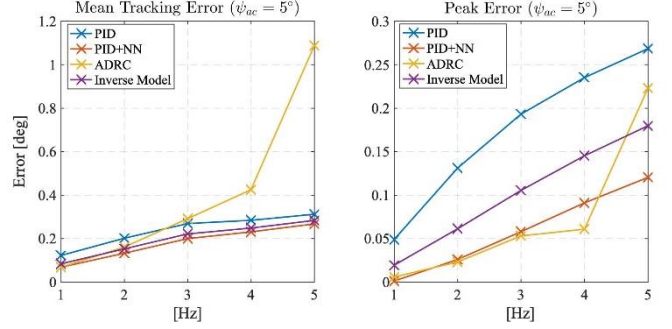 Mean Tracking Error (ψac = 5°)
PID
PID+NN
ADRC
Inverse Model
Error [deg]
1.2
1
0.8
0.6
0.4
0.2
0
1 2 3 4 5
[Hz]
Peak Error (ψac = 5°)
PID
PID+NN
ADRC
Inverse Model
0.3
0.25
0.2
0.15
0.1
0.05
0
1 2 3 4 5
[Hz]